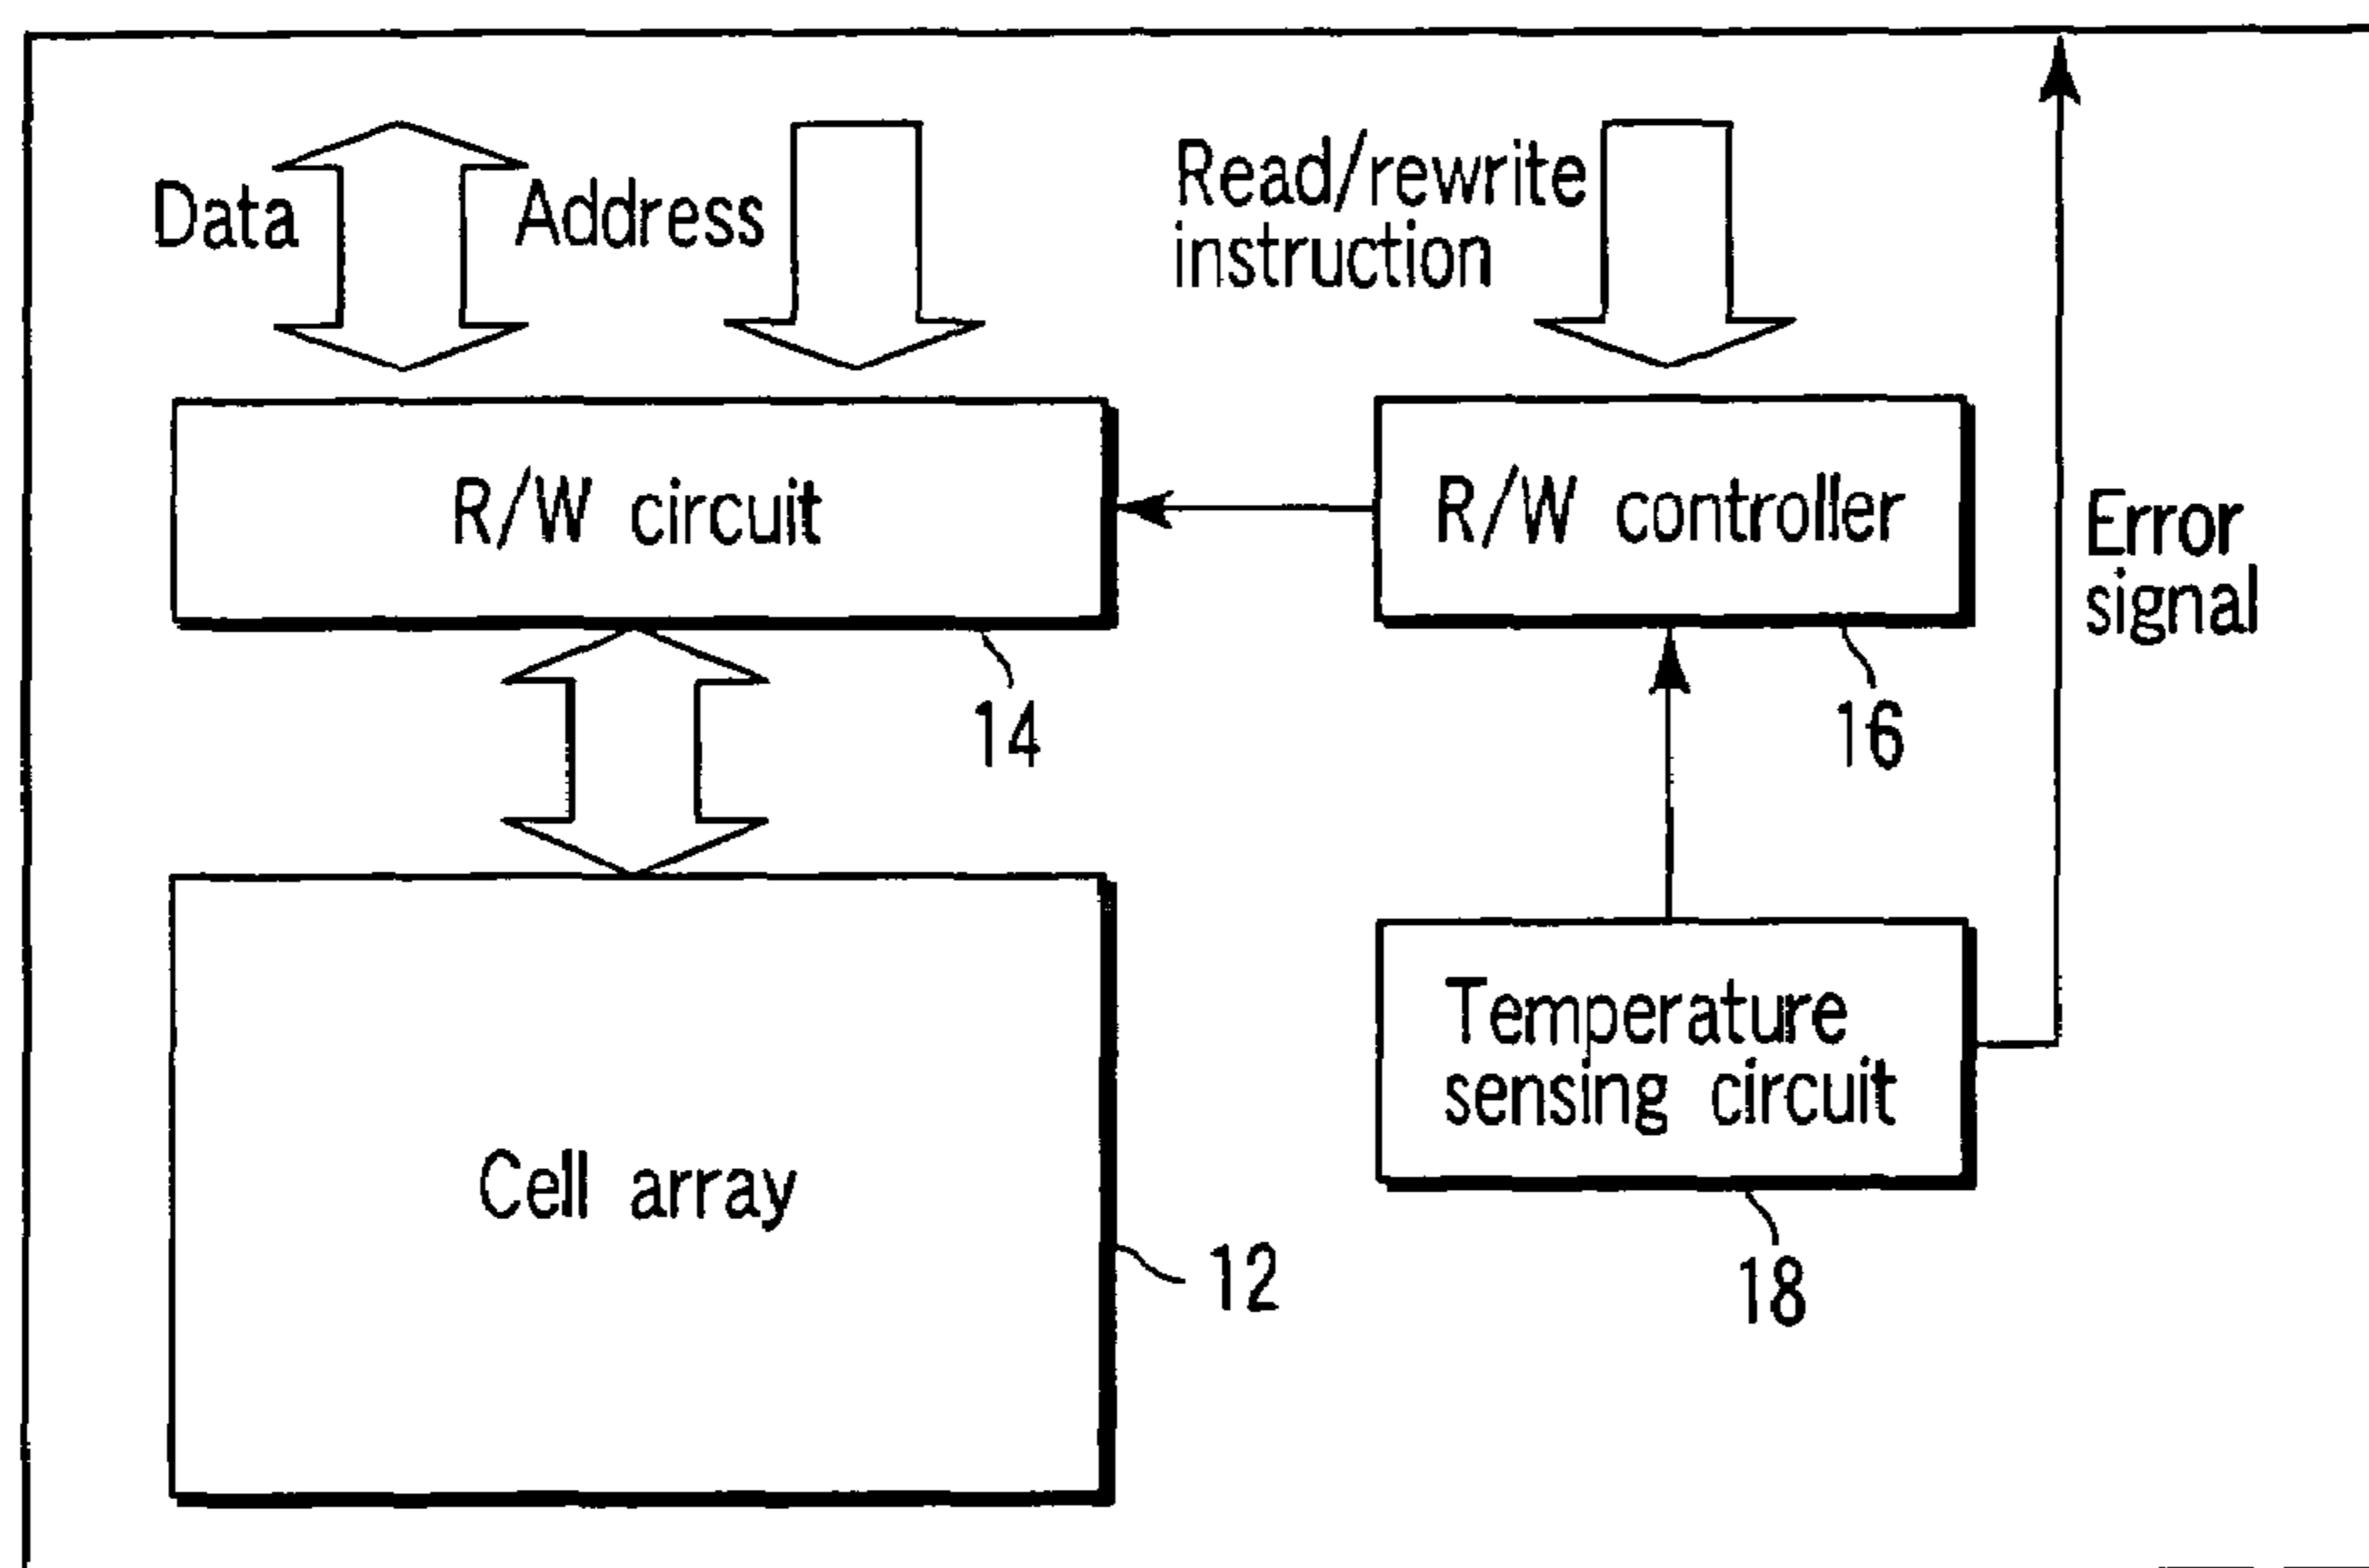 Data
Address
Read/rewrite
instruction
R/W circuit
R/W controller
Error
signal
14
16
Cell array
Temperature
sensing circuit
12
18